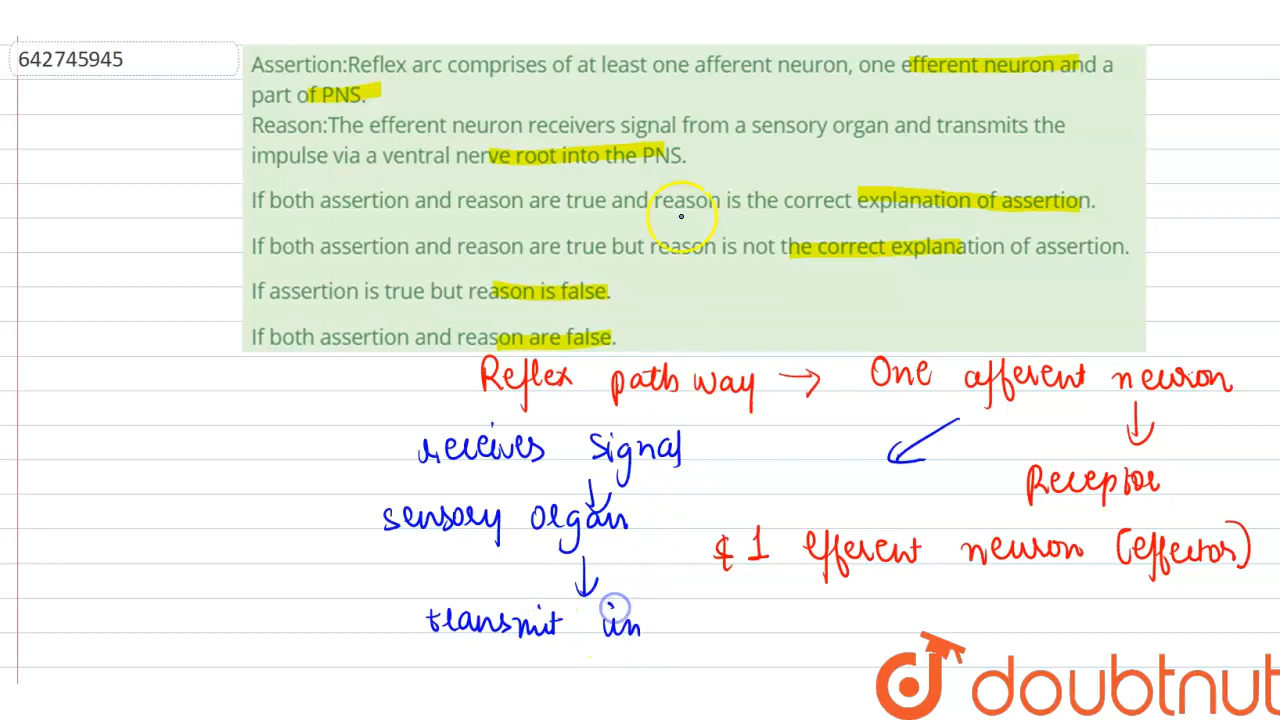 642745945
Assertion:Reflex arc comprises of at least one afferent neuron, one efferent neuron and a
part of PNS.
Reason:The efferent neuron receivers signal from a sensory organ and transmits the
impulse via a ventral nerve root into the PNS.
If both assertion and reason are true and reason is the correct explanation of assertion.
If both assertion and reason are true but reason is not the correct explanation of assertion.
If assertion is true but reason is false.
If both assertion and reason are false.
Reflex pathway → One afferent neuron
receives signal
Receptor
sensory organ
& 1 efferent neuron (effector)
transmit im
doubtnut